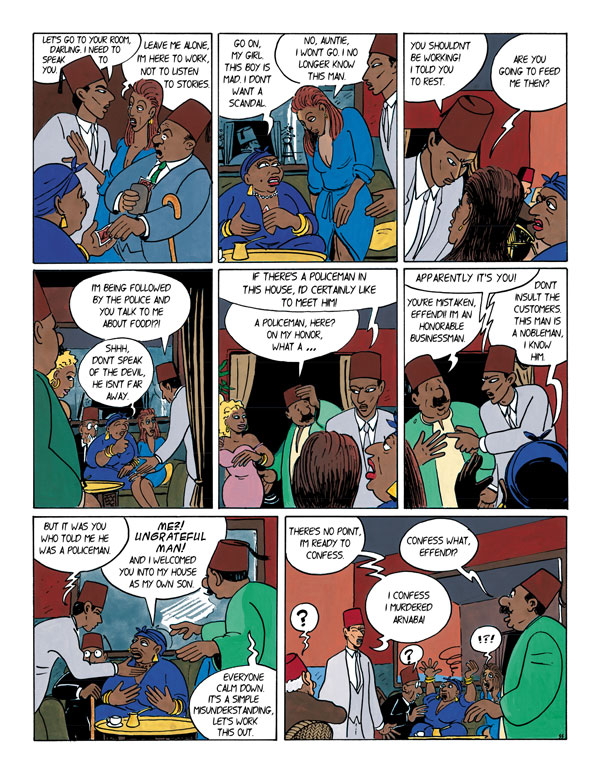 LET'S GO TO YOUR ROOM,
DARLING. I NEED TO
SPEAK TO
YOU.
LEAVE ME ALONE,
I'M HERE TO WORK,
NOT TO LISTEN
TO STORIES.
GO ON,
MY GIRL.
THIS BOY IS
MAD. I DON'T
WANT A
SCANDAL.
NO, AUNTIE,
I WON'T GO. I NO
LONGER KNOW
THIS MAN.
YOU SHOULDN'T
BE WORKING!
I TOLD YOU
TO REST.
ARE YOU
GOING TO FEED
ME THEN?
I'M BEING FOLLOWED
BY THE POLICE AND
YOU TALK TO ME
ABOUT FOOD!?!
SHHH,
DON'T SPEAK
OF THE DEVIL,
HE ISN'T FAR
AWAY.
IF THERE'S A POLICEMAN IN
THIS HOUSE, I'D CERTAINLY LIKE
TO MEET HIM!
A POLICEMAN, HERE?
ON MY HONOR,
WHAT A ...
APPARENTLY IT'S YOU!
YOU'RE MISTAKEN,
EFFENDI! I'M AN
HONORABLE
BUSINESSMAN.
DON'T
INSULT THE
CUSTOMERS.
THIS MAN IS
A NOBLEMAN,
I KNOW
HIM.
BUT IT WAS YOU
WHO TOLD ME HE
WAS A POLICEMAN.
ME?!
UNGRATEFUL
MAN!
AND I WELCOMED
YOU INTO MY HOUSE
AS MY OWN SON.
EVERYONE
CALM DOWN.
IT'S A SIMPLE
MISUNDERSTANDING,
LET'S WORK
THIS OUT.
THERE'S NO POINT,
I'M READY TO
CONFESS.
CONFESS WHAT,
EFFENDI?
I CONFESS
I MURDERED
ARNABA!
?
?
!?!